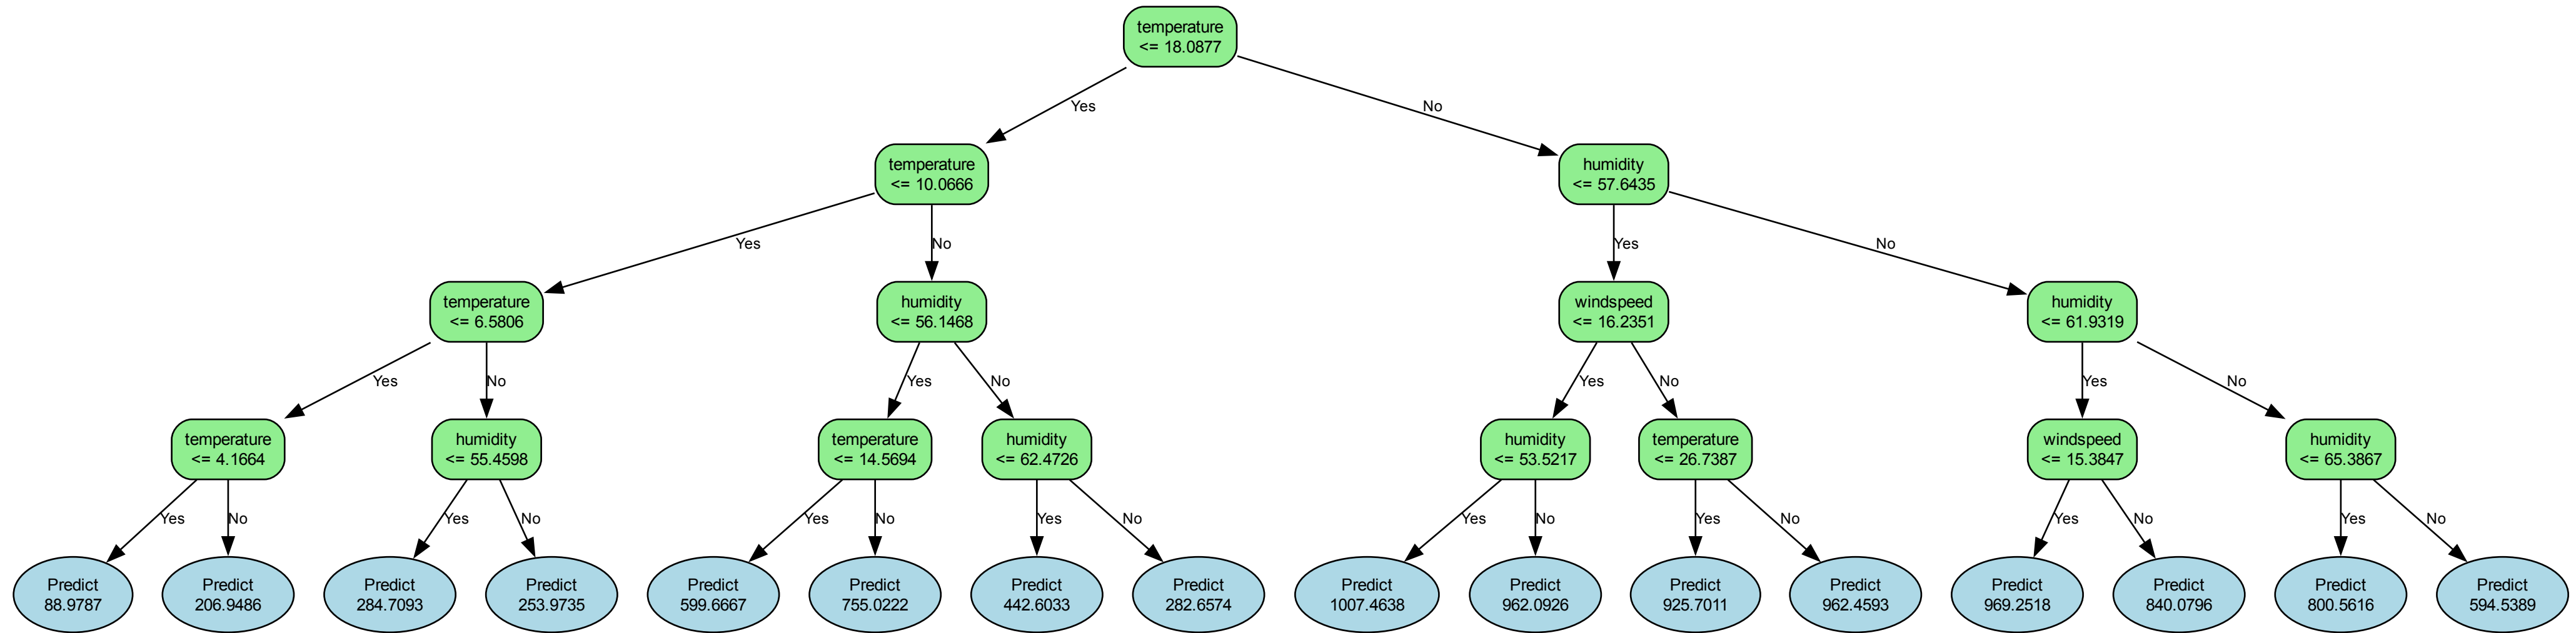 temperature
<= 18.0877
Yes
No
temperature
<= 10.0666
humidity
<= 57.6435
Yes
No
Yes
No
temperature
<= 6.5806
humidity
<= 56.1468
windspeed
<= 16.2351
humidity
<= 61.9319
Yes
No
Yes
No
Yes
No
Yes
No
temperature
<= 4.1664
humidity
<= 55.4598
temperature
<= 14.5694
humidity
<= 62.4726
humidity
<= 53.5217
temperature
<= 26.7387
windspeed
<= 15.3847
humidity
<= 65.3867
Yes
No
Yes
No
Yes
No
Yes
No
Yes
No
Yes
No
Yes
No
Yes
No
Predict
88.9787
Predict
206.9486
Predict
284.7093
Predict
253.9735
Predict
599.6667
Predict
755.0222
Predict
442.6033
Predict
282.6574
Predict
1007.4638
Predict
962.0926
Predict
925.7011
Predict
962.4593
Predict
969.2518
Predict
840.0796
Predict
800.5616
Predict
594.5389